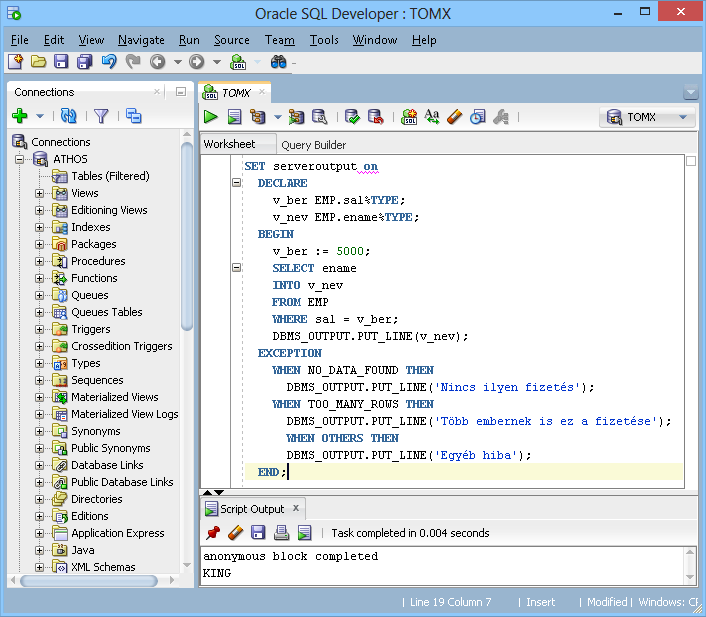 Oracle SQL Developer : TOMX
File Edit View Navigate Run Source Team Tools Window Help
Connections
Connections
ATHOS
Tables (Filtered)
Views
Editioning Views
Indexes
Packages
Procedures
Functions
Queues
Queues Tables
Triggers
Crossedition Triggers
Types
Sequences
Materialized Views
Materialized View Logs
Synonyms
Public Synonyms
Database Links
Public Database Links
Directories
Editions
Application Express
Java
XML Schemas
TOMX
TOMX
Worksheet Query Builder
SET serveroutput on
DECLARE
v_ber EMP.sal%TYPE;
v_nev EMP.ename%TYPE;
BEGIN
v_ber := 5000;
SELECT ename
INTO v_nev
FROM EMP
WHERE sal = v_ber;
DBMS_OUTPUT.PUT_LINE(v_nev);
EXCEPTION
WHEN NO_DATA_FOUND THEN
DBMS_OUTPUT.PUT_LINE('Nincs ilyen fizetés');
WHEN TOO_MANY_ROWS THEN
DBMS_OUTPUT.PUT_LINE('Több embernek is ez a fizetése');
WHEN OTHERS THEN
DBMS_OUTPUT.PUT_LINE('Egyéb hiba');
END;
Script Output
Task completed in 0.004 seconds
anonymous block completed
KING
Line 19 Column 7 | Insert | Modified | Windows: CF